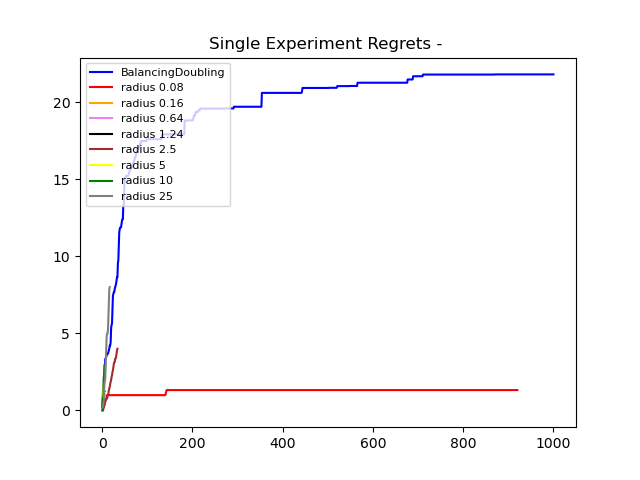 Single Experiment Regrets -
BalancingDoubling
radius 0.08
radius 0.16
radius 0.64
radius 1.24
radius 2.5
radius 5
radius 10
radius 25
20
15
10
5
0
0 200 400 600 800 1000